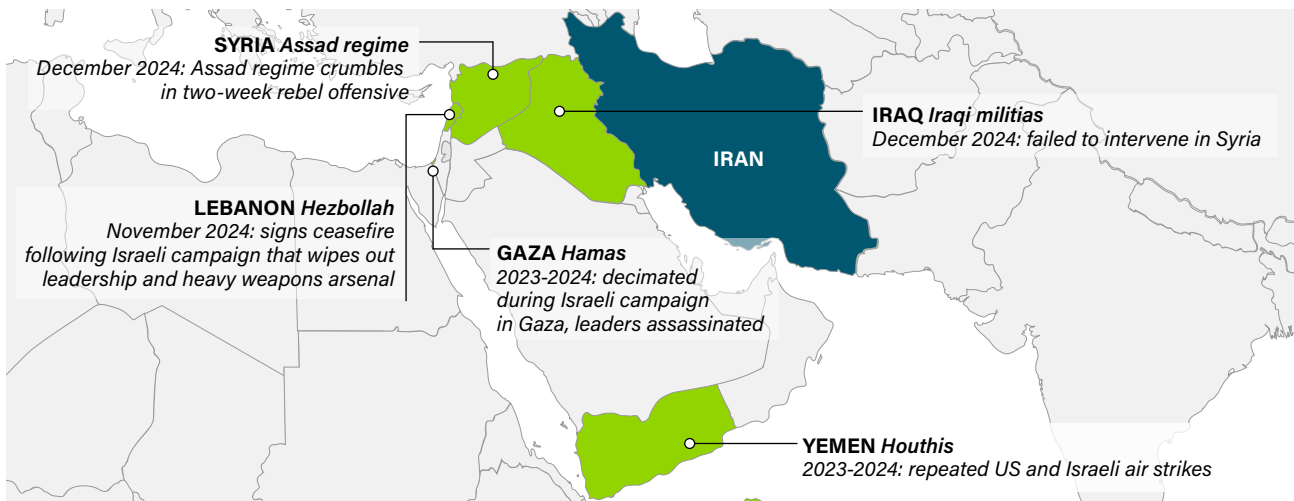 SYRIA Assad regime
December 2024: Assad regime crumbles
in two-week rebel offensive
IRAQ Iraqi militias
December 2024: failed to intervene in Syria
IRAN
LEBANON Hezbollah
November 2024: signs ceasefire
following Israeli campaign that wipes out
leadership and heavy weapons arsenal
GAZA Hamas
2023-2024: decimated
during Israeli campaign
in Gaza, leaders assassinated
YEMEN Houthis
2023-2024: repeated US and Israeli air strikes